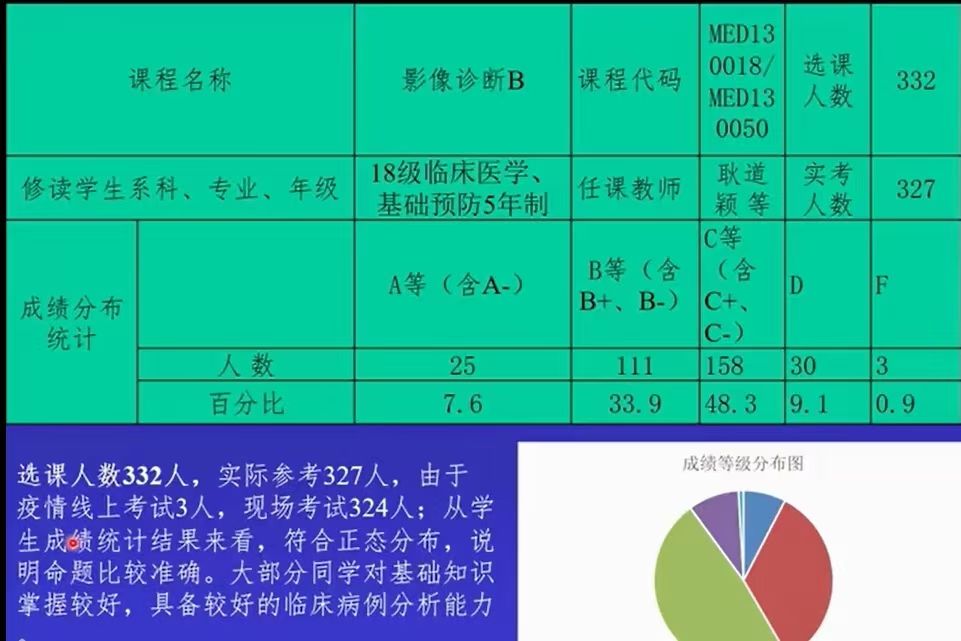 课程名称 影像诊断B 课程代码 MED13 0018/ MED13 0050 选课人数 332
修读学生系科、专业、年级 18级临床医学、基础预防5年制 任课教师 耿道颖 等 实考人数 327
成绩分布统计 A等（含A-） B等（含B+、B-） C等（含C+、C-） D F
人数 25 111 158 30 3
百分比 7.6 33.9 48.3 9.1 0.9
选课人数332人，实际参考327人，由于
疫情线上考试3人，现场考试324人；从学
生成绩统计结果来看，符合正态分布，说
明命题比较准确。大部分同学对基础知识
掌握较好，具备较好的临床病例分析能力
。
成绩等级分布图